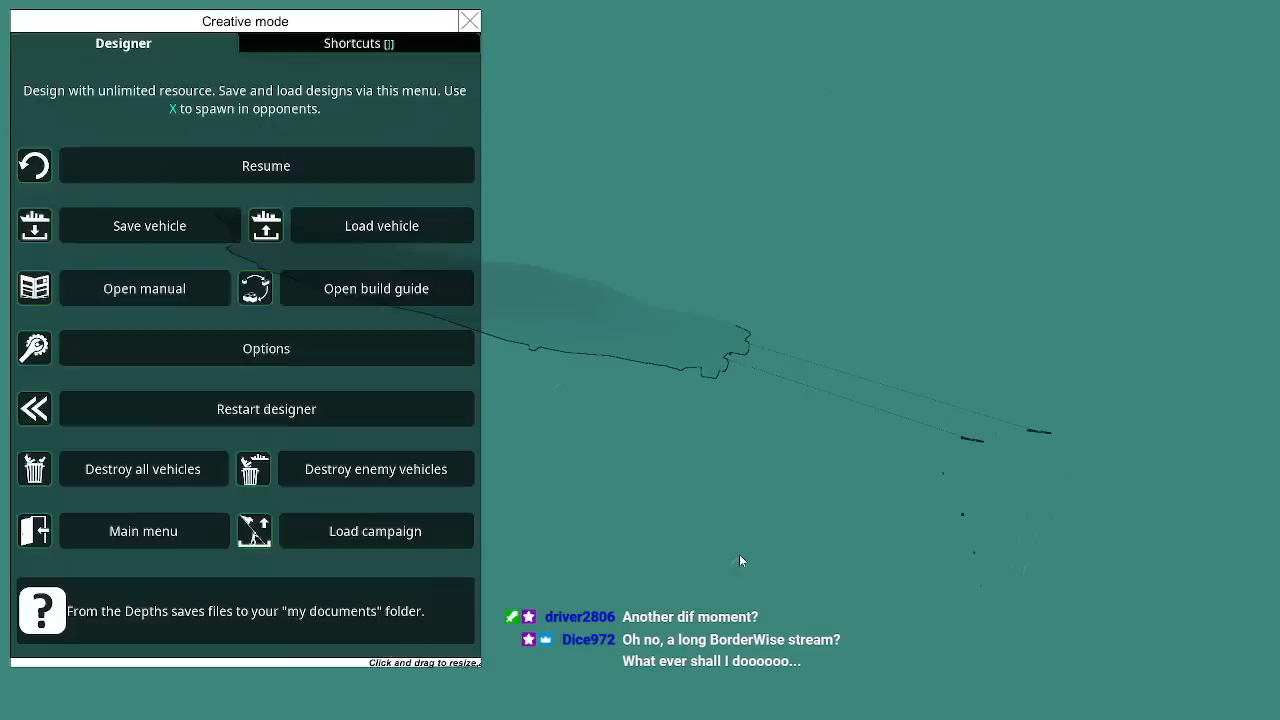 Creative mode
Designer
Shortcuts []]
Design with unlimited resource. Save and load designs via this menu. Use
X to spawn in opponents.
Resume
Save vehicle
Load vehicle
Open manual
Open build guide
Options
Restart designer
Destroy all vehicles
Destroy enemy vehicles
Main menu
Load campaign
?
From the Depths saves files to your "my documents" folder.
Click and drag to resize.
driver2806 Another dif moment?
Dice972 Oh no, a long BorderWise stream?
What ever shall I doooooo...